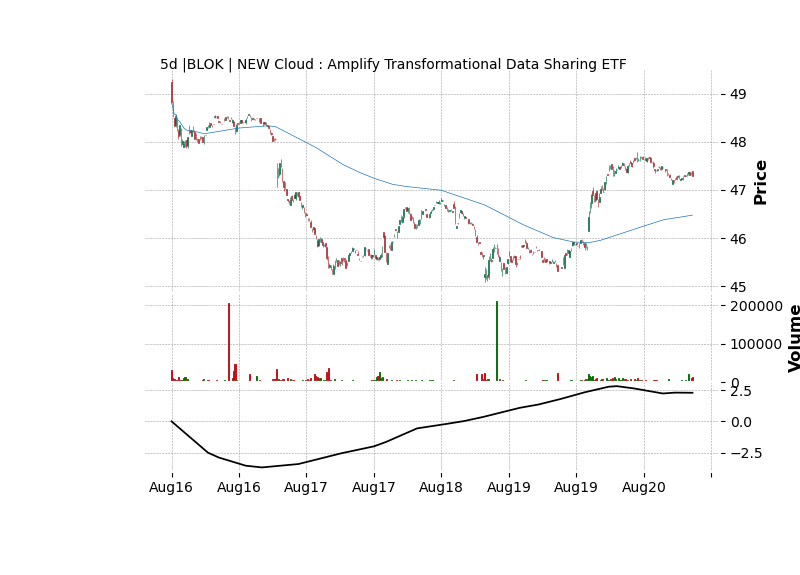 5d |BLOK | NEW Cloud : Amplify Transformational Data Sharing ETF
49
48
47
46
45
Price
200000
100000
0
Volume
2.5
0.0
−2.5
Aug16 Aug16 Aug17 Aug17 Aug18 Aug19 Aug19 Aug20